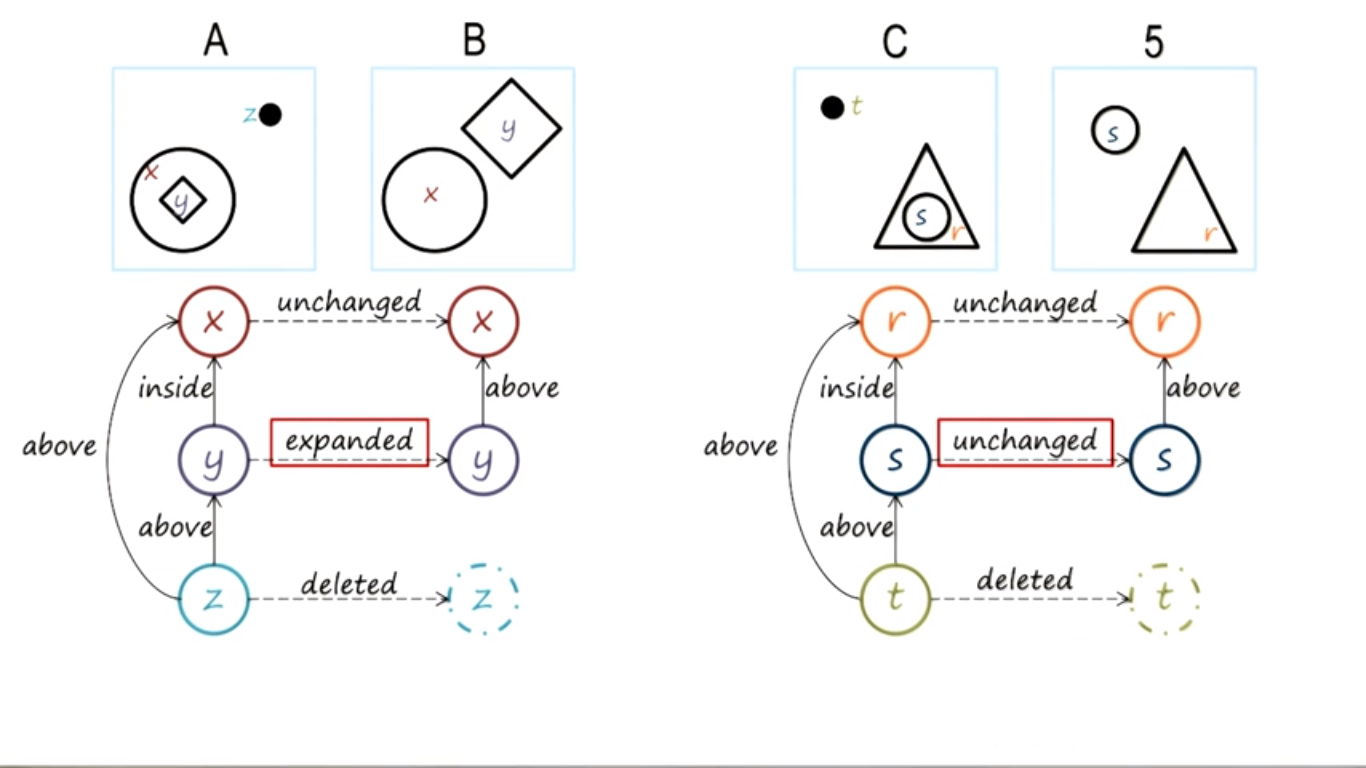 A B C 5
z y t s
x x s r
y r
x unchanged x r unchanged r
inside above inside above
above y expanded y above s unchanged s
above above
z deleted z t deleted t